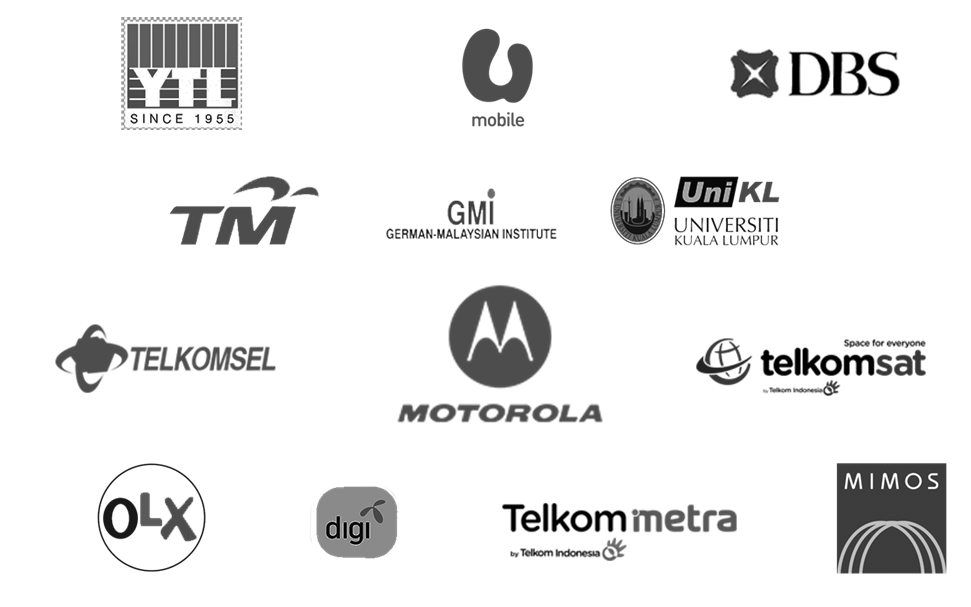 YTL
SINCE 1955
mobile
DBS
TM
GMi
GERMAN-MALAYSIAN INSTITUTE
UniKL
UNIVERSITI
KUALA LUMPUR
TELKOMSEL
MOTOROLA
Space for everyone
telkomsat
by Telkom Indonesia
OLX
digi
Telkommetra
by Telkom Indonesia
MIMOS